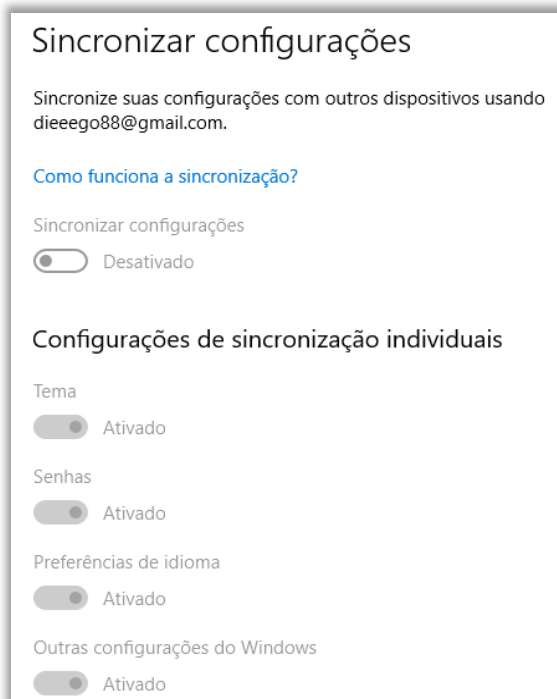 Sincronizar configurações
Sincronize suas configurações com outros dispositivos usando
dieeego88@gmail.com.
Como funciona a sincronização?
Sincronizar configurações
Desativado
Configurações de sincronização individuais
Tema
Ativado
Senhas
Ativado
Preferências de idioma
Ativado
Outras configurações do Windows
Ativado